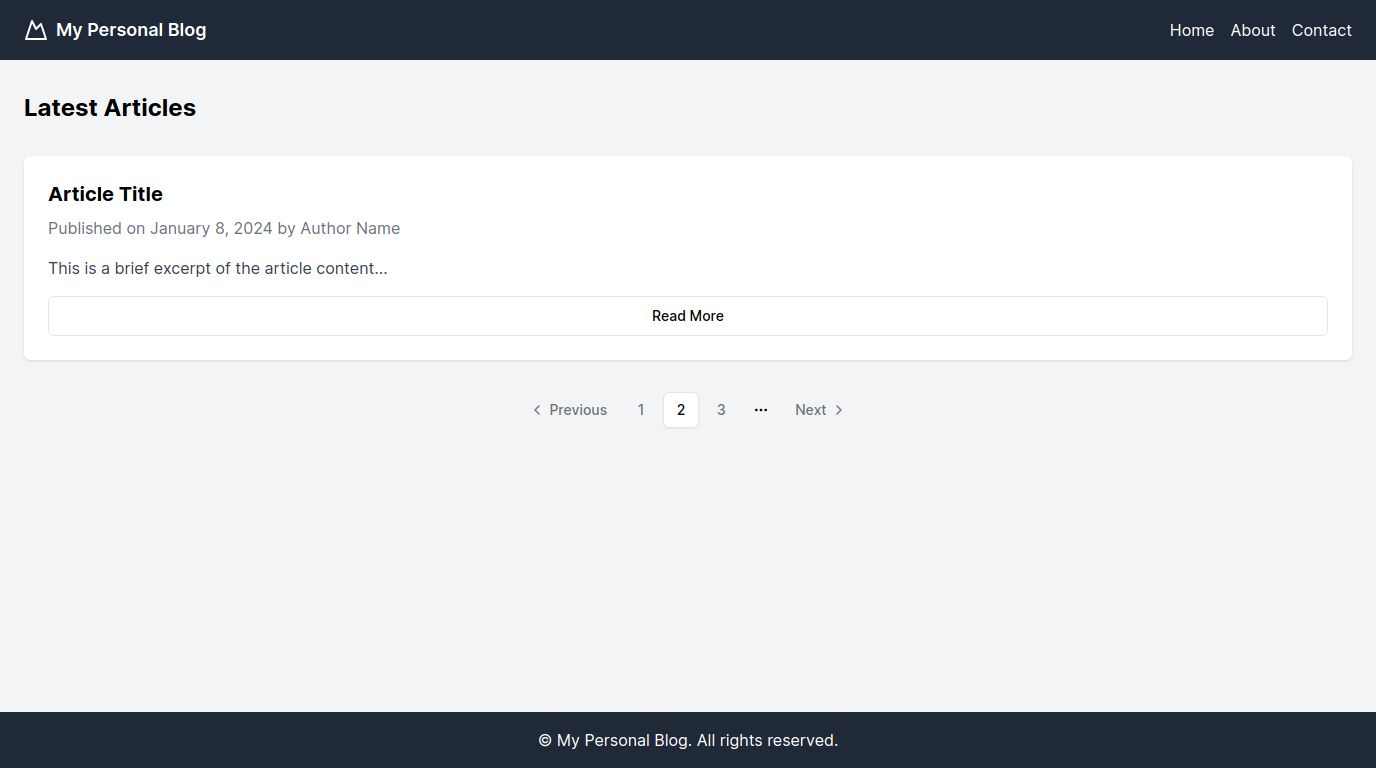 My Personal Blog
Home About Contact
Latest Articles
Article Title
Published on January 8, 2024 by Author Name
This is a brief excerpt of the article content...
Read More
Previous 1 2 3 ... Next
© My Personal Blog. All rights reserved.